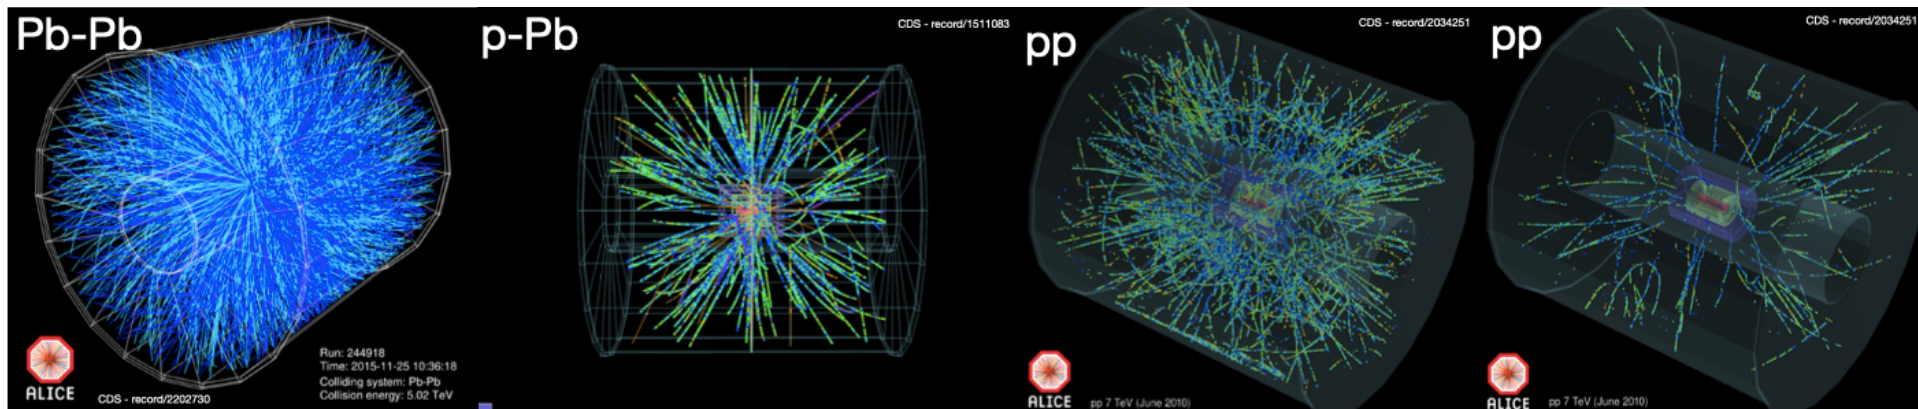 Pb-Pb
ALICE
CDS - record/2202730
Run: 244918
Time: 2015-11-25 10:36:18
Colliding system: Pb-Pb
Collision energy: 5.02 TeV
p-Pb
CDS - record/1511083
pp
CDS - record/2034251
ALICE
pp 7 TeV (June 2010)
pp
CDS - record/2034251
ALICE
pp 7 TeV (June 2010)